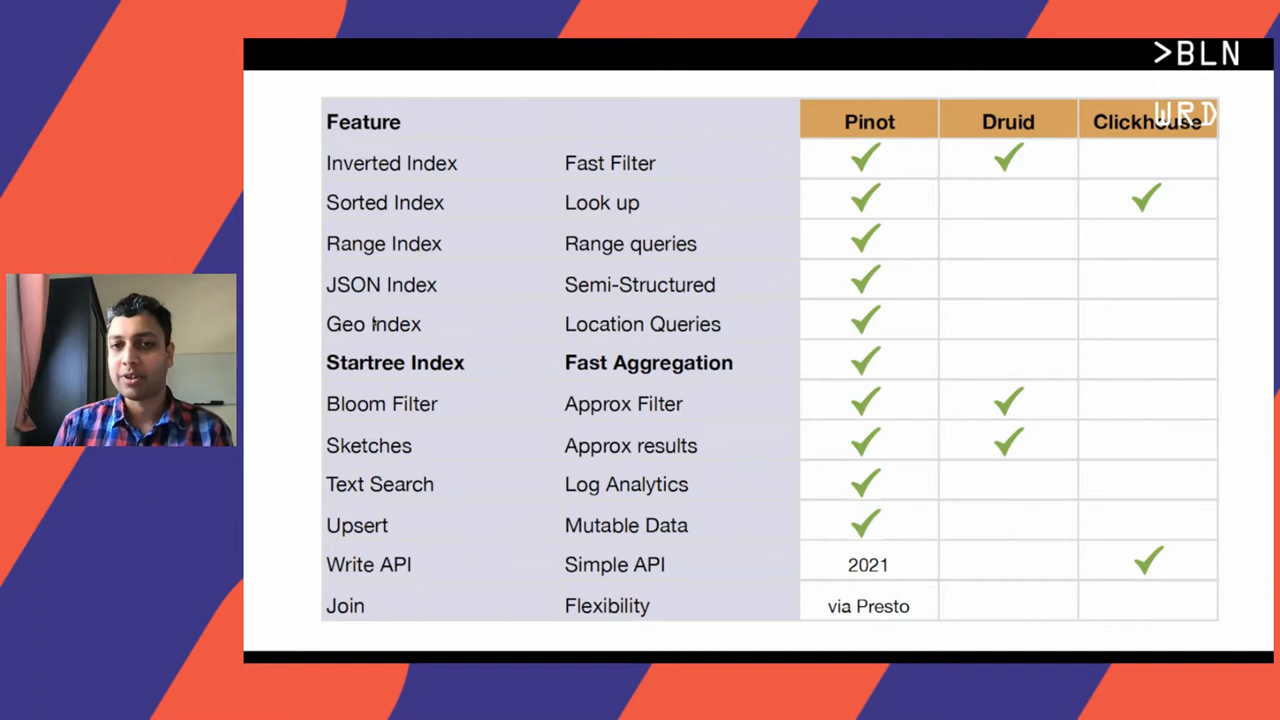 >BLN
WRD
Feature Pinot Druid Clickhouse
Inverted Index Fast Filter
Sorted Index Look up
Range Index Range queries
JSON Index Semi-Structured
Geo Index Location Queries
Startree Index Fast Aggregation
Bloom Filter Approx Filter
Sketches Approx results
Text Search Log Analytics
Upsert Mutable Data
Write API Simple API 2021
Join Flexibility via Presto